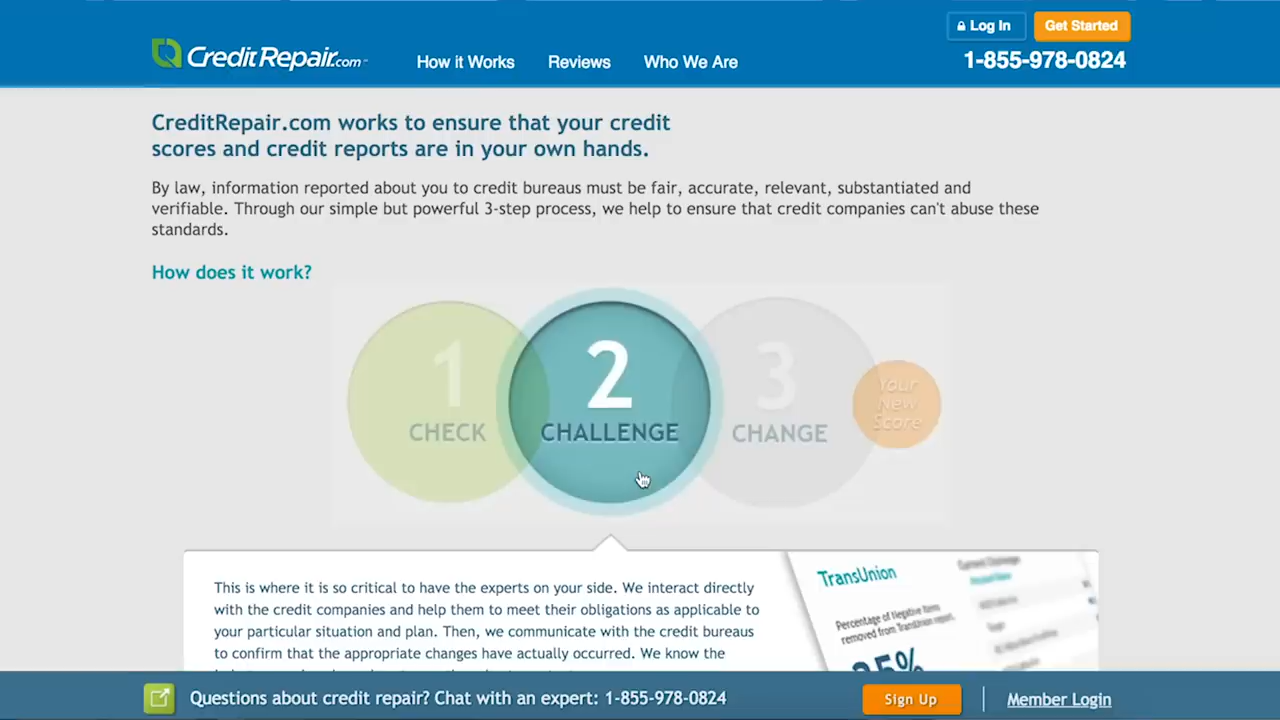 Log In
Get Started
CreditRepair.com
How it Works
Reviews
Who We Are
1-855-978-0824
CreditRepair.com works to ensure that your credit
scores and credit reports are in your own hands.
By law, information reported about you to credit bureaus must be fair, accurate, relevant, substantiated and
verifiable. Through our simple but powerful 3-step process, we help to ensure that credit companies can't abuse these
standards.
How does it work?
1
CHECK
2
CHALLENGE
3
CHANGE
Your
New
Score
This is where it is so critical to have the experts on your side. We interact directly
with the credit companies and help them to meet their obligations as applicable to
your particular situation and plan. Then, we communicate with the credit bureaus
to confirm that the appropriate changes have actually occurred. We know the
TransUnion
Percentage of Negative Items
removed from TransUnion report.
Questions about credit repair? Chat with an expert: 1-855-978-0824
Sign Up
Member Login